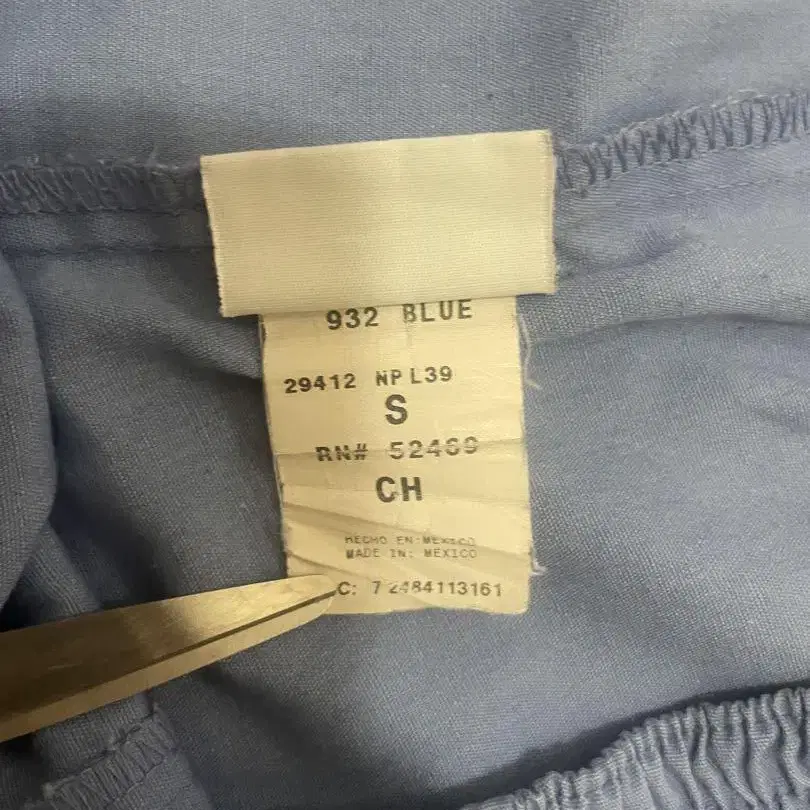 932 BLUE
29412 NP L39
S
RN# 52469
CH
HECHO EN MEXICO
MADE IN: MEXICO
C: 7 2484113161